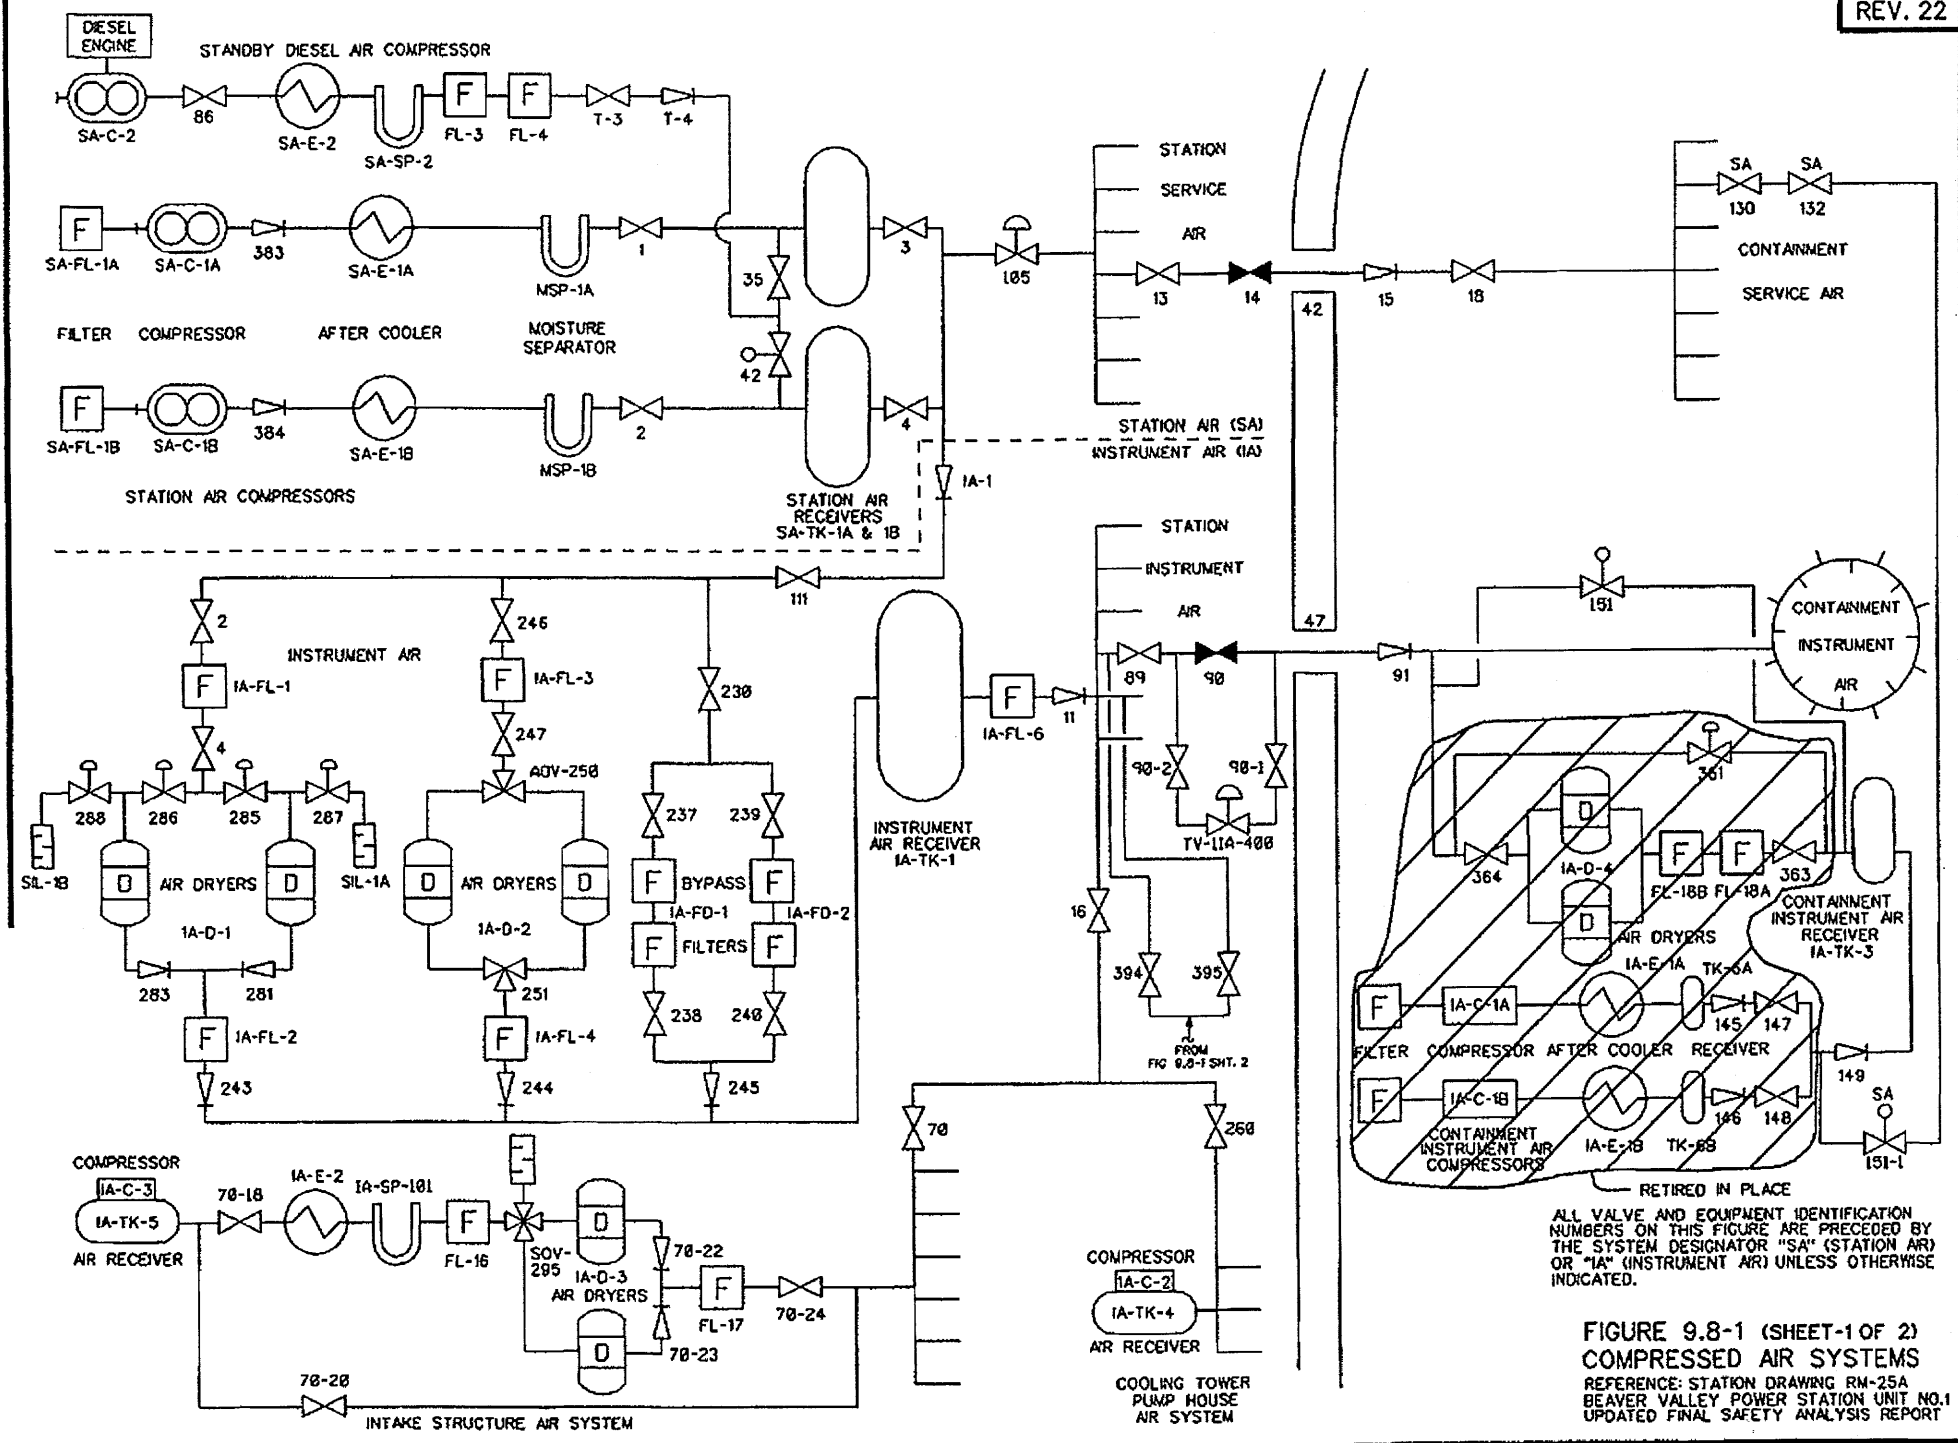 REV. 22
DIESEL
ENGINE
STANDBY DIESEL AIR COMPRESSOR
F
F
SA-C-2
86
SA-E-2
SA-SP-2
FL-3
FL-4
T-3
T-4
F
SA-FL-1A
SA-C-1A
383
SA-E-1A
MSP-1A
1
35
3
105
FILTER
COMPRESSOR
AFTER COOLER
MOISTURE
SEPARATOR
42
F
SA-FL-1B
SA-C-1B
384
SA-E-1B
MSP-1B
2
4
STATION AIR COMPRESSORS
STATION AIR
RECEIVERS
SA-TK-1A & 1B
STATION
SERVICE
AIR
13
14
42
15
18
SA
130
SA
132
CONTAINMENT
SERVICE AIR
STATION AIR (SA)
INSTRUMENT AIR (IA)
IA-1
111
2
INSTRUMENT AIR
F
IA-FL-1
4
288
286
285
287
SIL-1B
SIL-1A
D
AIR DRYERS
D
IA-D-1
283
281
F
IA-FL-2
243
246
F
IA-FL-3
247
AOV-250
D
AIR DRYERS
D
IA-D-2
251
F
IA-FL-4
244
230
237
239
F
BYPASS
F
IA-FD-1
IA-FD-2
F
FILTERS
F
238
240
245
INSTRUMENT
AIR RECEIVER
IA-TK-1
F
IA-FL-6
11
STATION
INSTRUMENT
AIR
89
90
47
91
90-2
90-1
TV-1IA-400
16
394
395
FROM
FIG 9.8-1 SHT. 2
151
CONTAINMENT
INSTRUMENT
AIR
361
D
IA-D-4
364
F
F
FL-18B
FL-18A
363
D
AIR DRYERS
CONTAINMENT
INSTRUMENT AIR
RECEIVER
IA-TK-3
F
IA-C-1A
IA-E-1A
TK-6A
145
147
FILTER
COMPRESSOR
AFTER COOLER
RECEIVER
149
F
IA-C-1B
IA-E-1B
TK-6B
146
148
CONTAINMENT
INSTRUMENT AIR
COMPRESSORS
SA
151-1
RETIRED IN PLACE
COMPRESSOR
IA-C-3
IA-TK-5
AIR RECEIVER
70-18
IA-E-2
IA-SP-101
F
FL-16
SOV-
295
D
IA-D-3
AIR DRYERS
D
70-22
70-23
F
FL-17
70-24
70-20
INTAKE STRUCTURE AIR SYSTEM
70
260
COMPRESSOR
IA-C-2
IA-TK-4
AIR RECEIVER
COOLING TOWER
PUMP HOUSE
AIR SYSTEM
ALL VALVE AND EQUIPMENT IDENTIFICATION
NUMBERS ON THIS FIGURE ARE PRECEDED BY
THE SYSTEM DESIGNATOR "SA" (STATION AIR)
OR "IA" (INSTRUMENT AIR) UNLESS OTHERWISE
INDICATED.
FIGURE 9.8-1 (SHEET-1 OF 2)
COMPRESSED AIR SYSTEMS
REFERENCE: STATION DRAWING RM-25A
BEAVER VALLEY POWER STATION UNIT NO.1
UPDATED FINAL SAFETY ANALYSIS REPORT